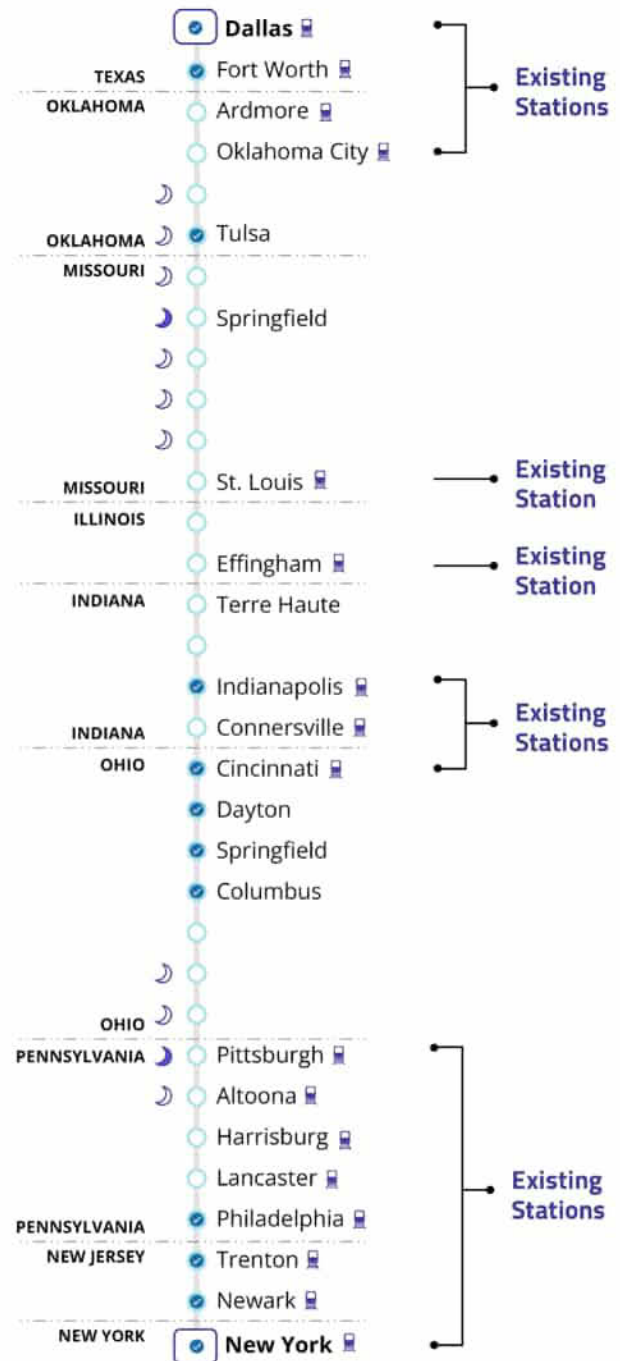 Dallas
Fort Worth
TEXAS
OKLAHOMA
Ardmore
Oklahoma City
Existing
Stations
OKLAHOMA
Tulsa
MISSOURI
Springfield
MISSOURI
St. Louis
Existing
Station
ILLINOIS
Effingham
Existing
Station
INDIANA
Terre Haute
Indianapolis
INDIANA
Connersville
Existing
Stations
OHIO
Cincinnati
Dayton
Springfield
Columbus
OHIO
PENNSYLVANIA
Pittsburgh
Altoona
Harrisburg
Lancaster
Existing
Stations
PENNSYLVANIA
Philadelphia
NEW JERSEY
Trenton
Newark
NEW YORK
New York